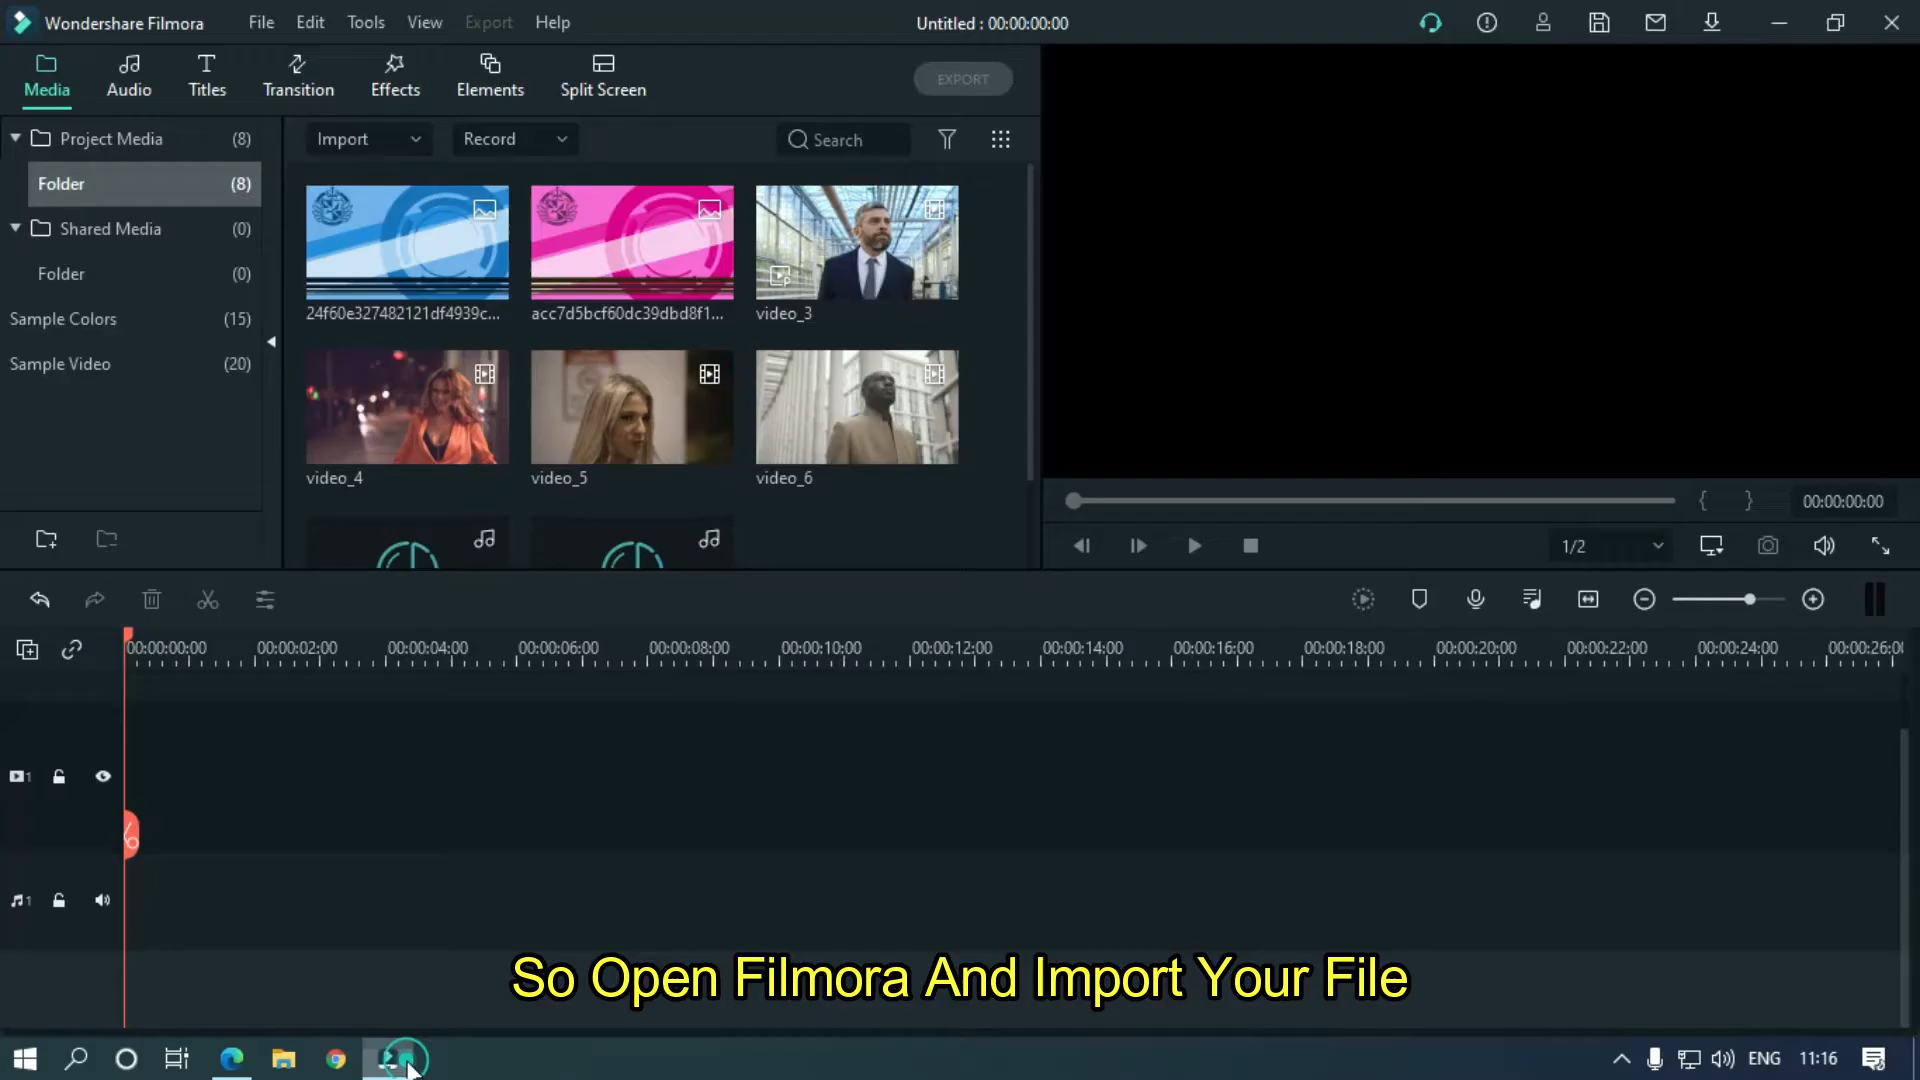 Wondershare Filmora File Edit Tools View Export Help Untitled : 00:00:00:00
Media Audio Titles Transition Effects Elements Split Screen EXPORT
Project Media (8) Import Record Search
Folder (8)
Shared Media (0)
Folder (0)
24f60e327482121df4939c... acc7d5bcf60dc39dbd8f1... video_3
Sample Colors (15)
Sample Video (20)
video_4 video_5 video_6
{ } 00:00:00:00
1/2
00:00:00:00 00:00:02:00 00:00:04:00 00:00:06:00 00:00:08:00 00:00:10:00 00:00:12:00 00:00:14:00 00:00:16:00 00:00:18:00 00:00:20:00 00:00:22:00 00:00:24:00 00:00:26:00
1
1
So Open Filmora And Import Your File
ENG 11:16